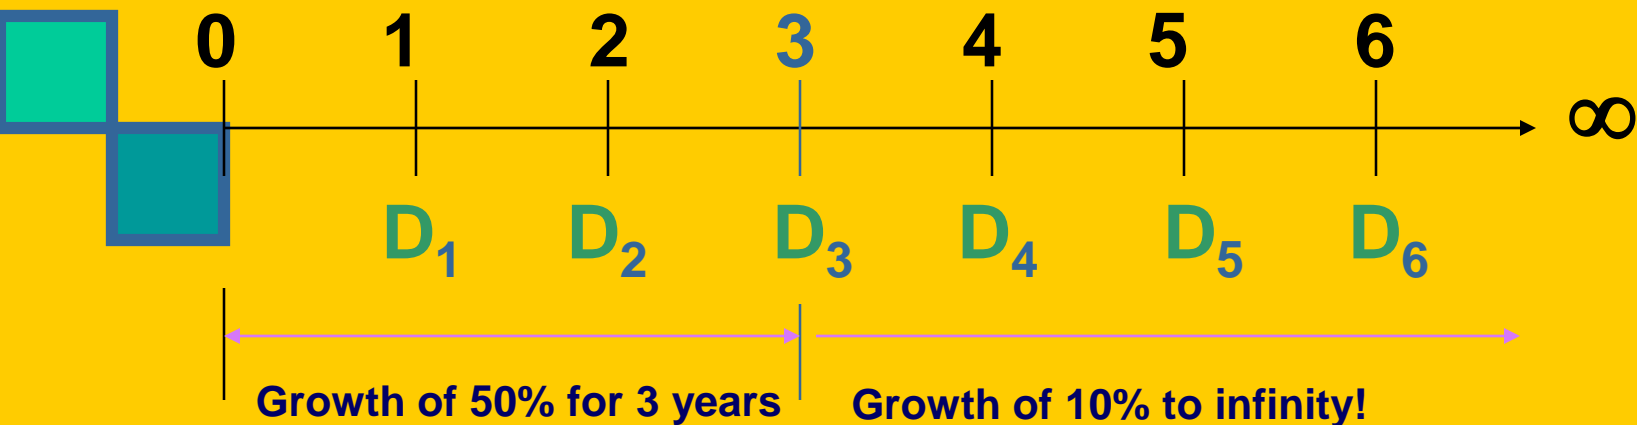 0 1 2 3 4 5 6
∞
D₁ D₂ D₃ D₄ D₅ D₆
Growth of 50% for 3 years Growth of 10% to infinity!